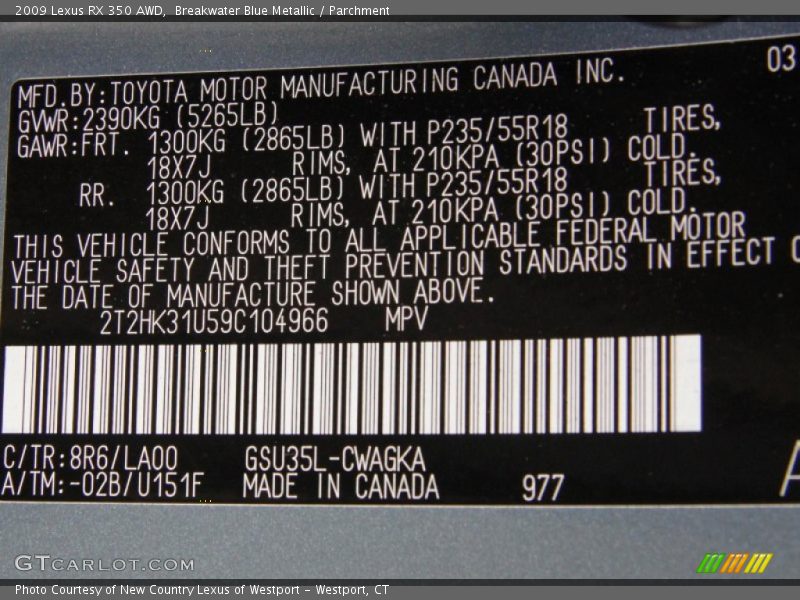 2009 Lexus RX 350 AWD, Breakwater Blue Metallic / Parchment
03
MFD.BY:TOYOTA MOTOR MANUFACTURING CANADA INC.
GVWR:2390KG (5265LB)
GAWR:FRT. 1300KG (2865LB) WITH P235/55R18 TIRES,
18X7J RIMS, AT 210KPA (30PSI) COLD.
RR. 1300KG (2865LB) WITH P235/55R18 TIRES,
18X7J RIMS, AT 210KPA (30PSI) COLD.
THIS VEHICLE CONFORMS TO ALL APPLICABLE FEDERAL MOTOR
VEHICLE SAFETY AND THEFT PREVENTION STANDARDS IN EFFECT
THE DATE OF MANUFACTURE SHOWN ABOVE.
2T2HK31U59C104966 MPV
C/TR:8R6/LA00 GSU35L-CWAGKA
A/TM:-02B/U151F MADE IN CANADA 977
GTCARLOT.COM
Photo Courtesy of New Country Lexus of Westport - Westport, CT